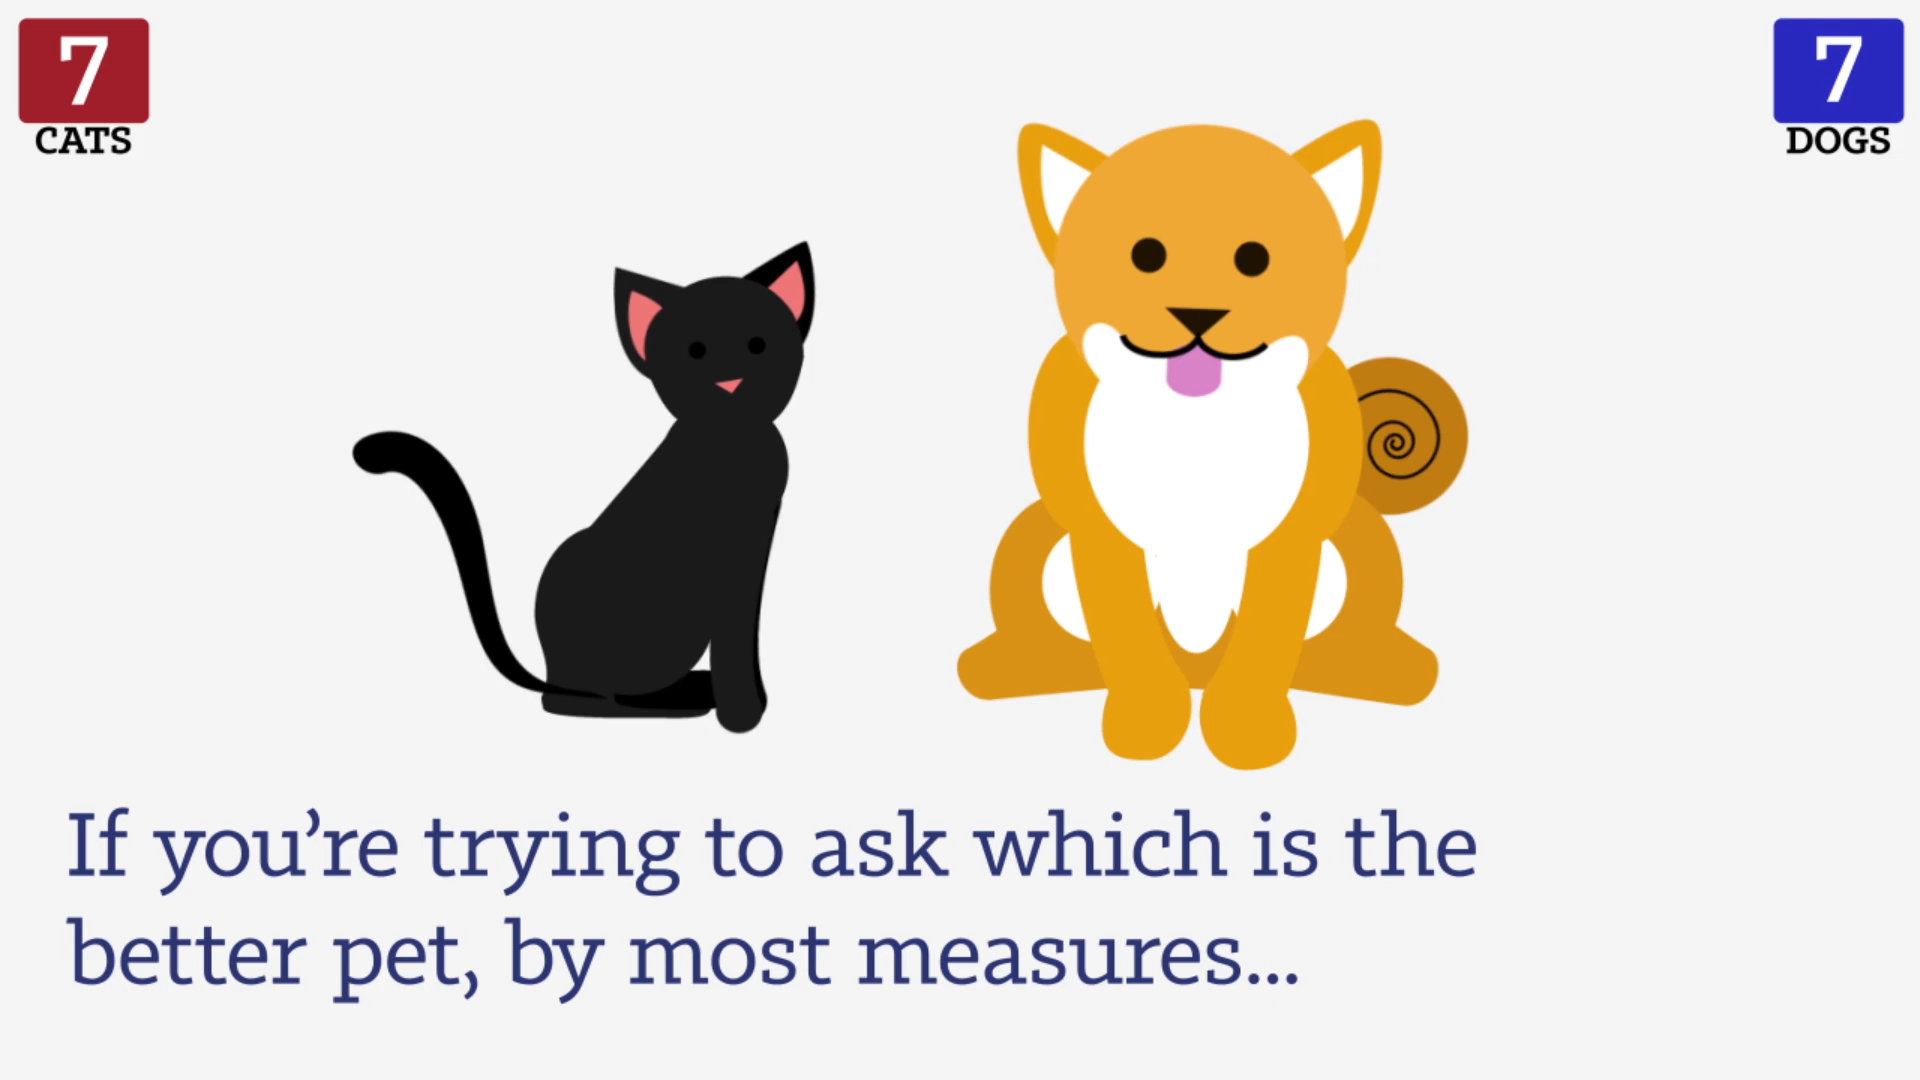 7
CATS
7
DOGS
If you’re trying to ask which is the
better pet, by most measures...